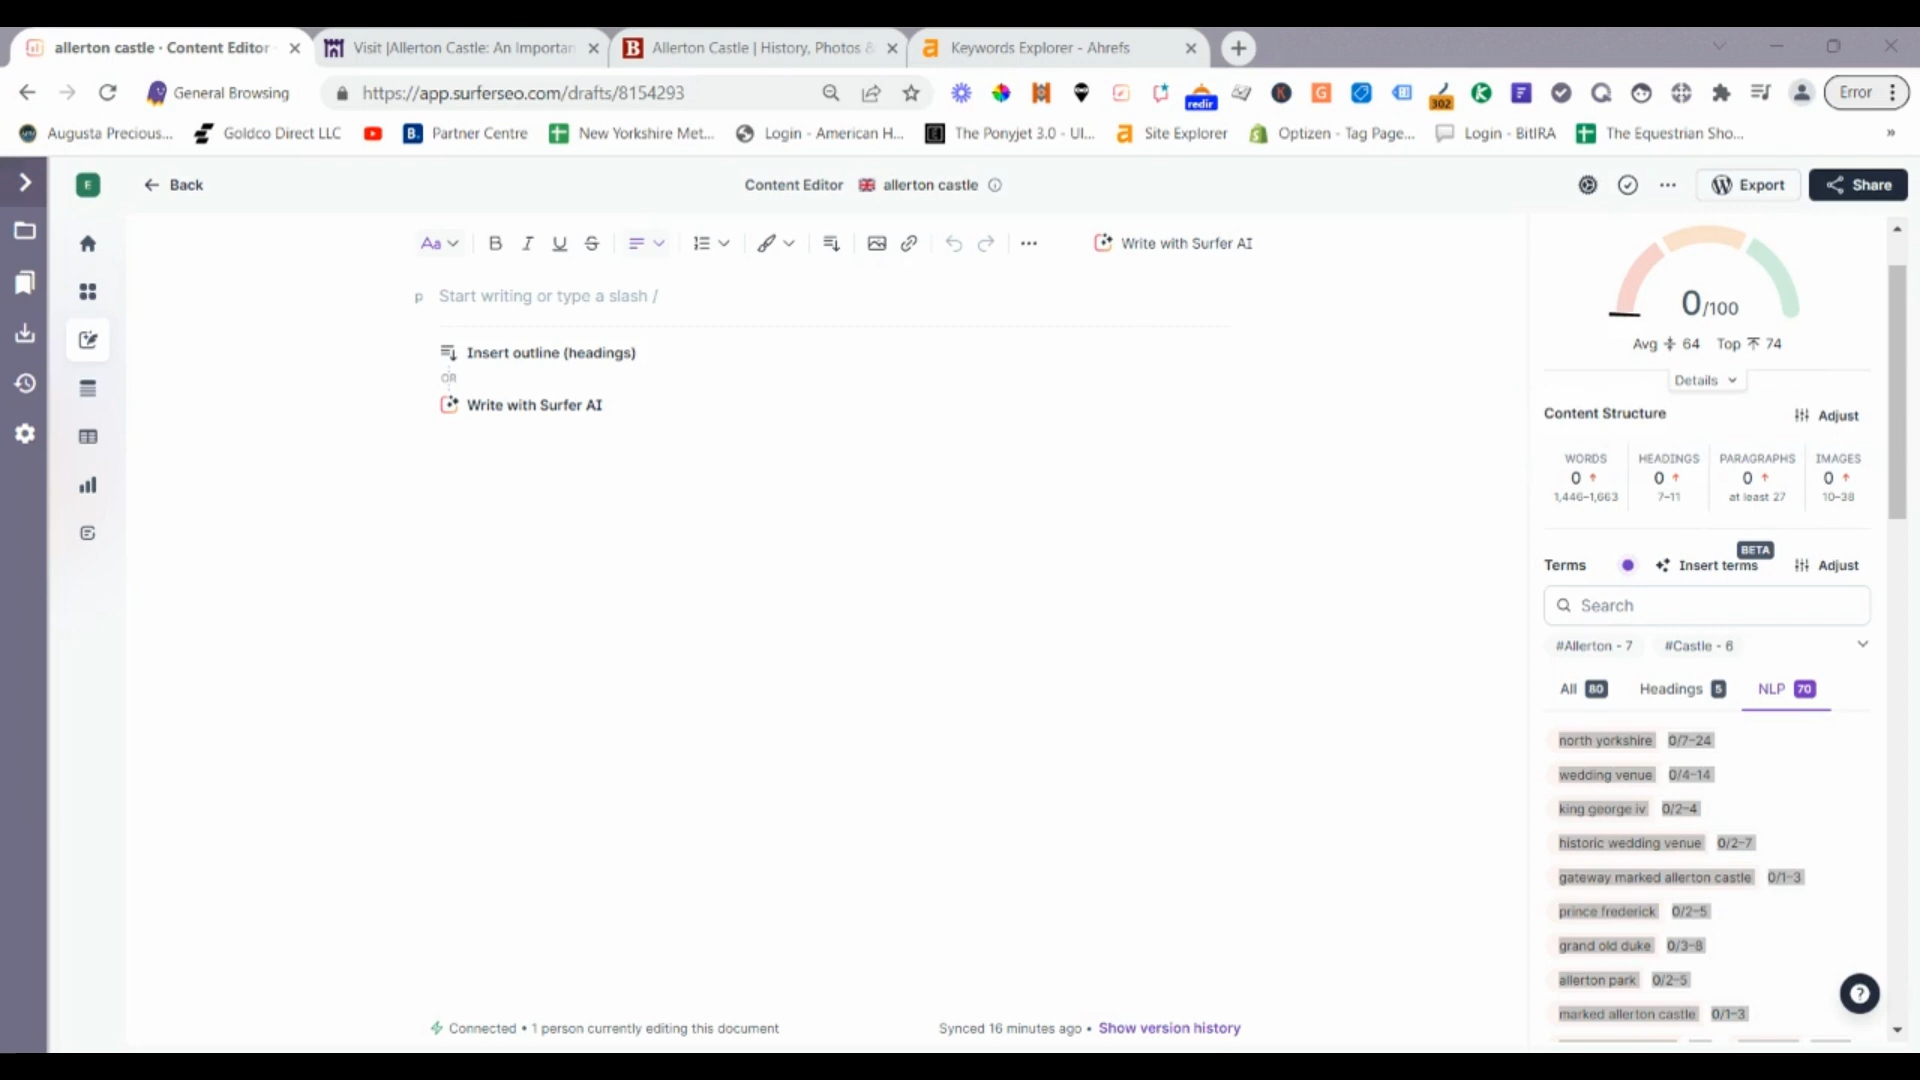 allerton castle · Content Editor
Visit |Allerton Castle: An Importan
B Allerton Castle | History, Photos &
a Keywords Explorer - Ahrefs
General Browsing
https://app.surferseo.com/drafts/8154293
redir
302
Error
Augusta Precious...
Goldco Direct LLC
B. Partner Centre
New Yorkshire Met...
Login - American H...
The Ponyjet 3.0 - Ul...
a Site Explorer
Optizen - Tag Page...
Login - BitIRA
The Equestrian Sho...
»
E
Back
Content Editor allerton castle
Export
Share
Aa
B I U S
Write with Surfer AI
p Start writing or type a slash /
Insert outline (headings)
OR
Write with Surfer AI
0/100
Avg 64 Top 74
Details
Content Structure
Adjust
WORDS HEADINGS PARAGRAPHS IMAGES
0 ↑ 0 ↑ 0 ↑ 0 ↑
1,446–1,663 7–11 at least 27 10–38
BETA
Terms Insert terms Adjust
Search
#Allerton - 7 #Castle - 6
All 80 Headings 5 NLP 70
north yorkshire 0/7–24
wedding venue 0/4–14
king george iv 0/2–4
historic wedding venue 0/2–7
gateway marked allerton castle 0/1–3
prince frederick 0/2–5
grand old duke 0/3–8
allerton park 0/2–5
marked allerton castle 0/1–3
Connected • 1 person currently editing this document
Synced 16 minutes ago • Show version history
?